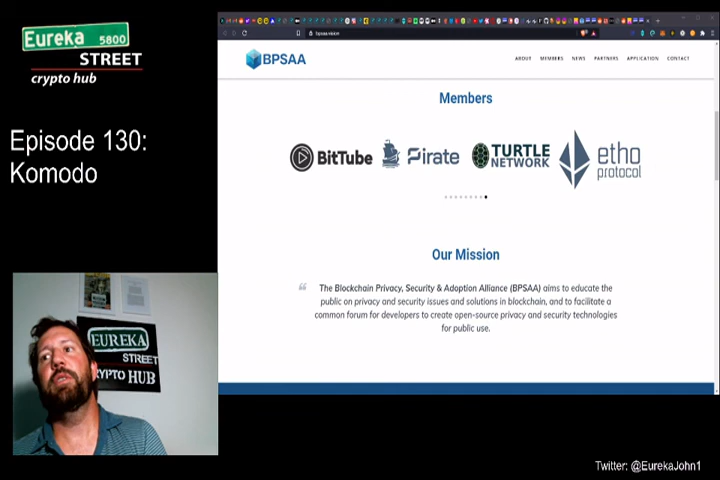 Eureka 5800
STREET
crypto hub
Episode 130:
Komodo
EUREKA
STREET
CRYPTO HUB
BPSAA
ABOUT MEMBERS NEWS PARTNERS APPLICATION CONTACT
Members
BitTube Pirate TURTLE NETWORK etho protocol
Our Mission
“ The Blockchain Privacy, Security & Adoption Alliance (BPSAA) aims to educate the
public on privacy and security issues and solutions in blockchain, and to facilitate a
common forum for developers to create open-source privacy and security technologies
for public use.
Twitter: @EurekaJohn1